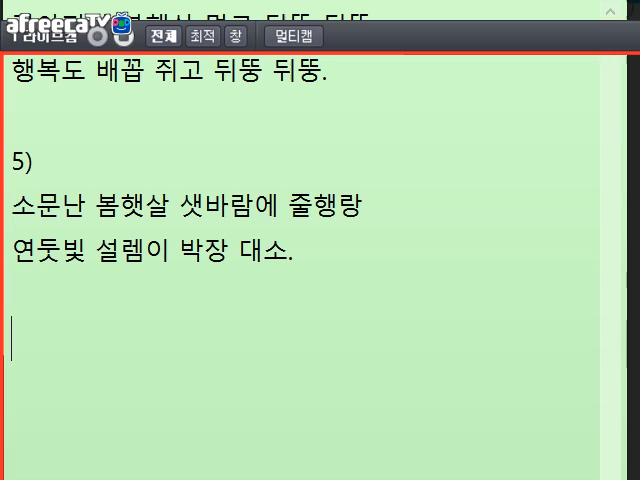 afreecaTV
전체 최적 창 멀티캠
행복도 배꼽 쥐고 뒤뚱 뒤뚱.
5)
소문난 봄햇살 샛바람에 줄행랑
연둣빛 설렘이 박장 대소.